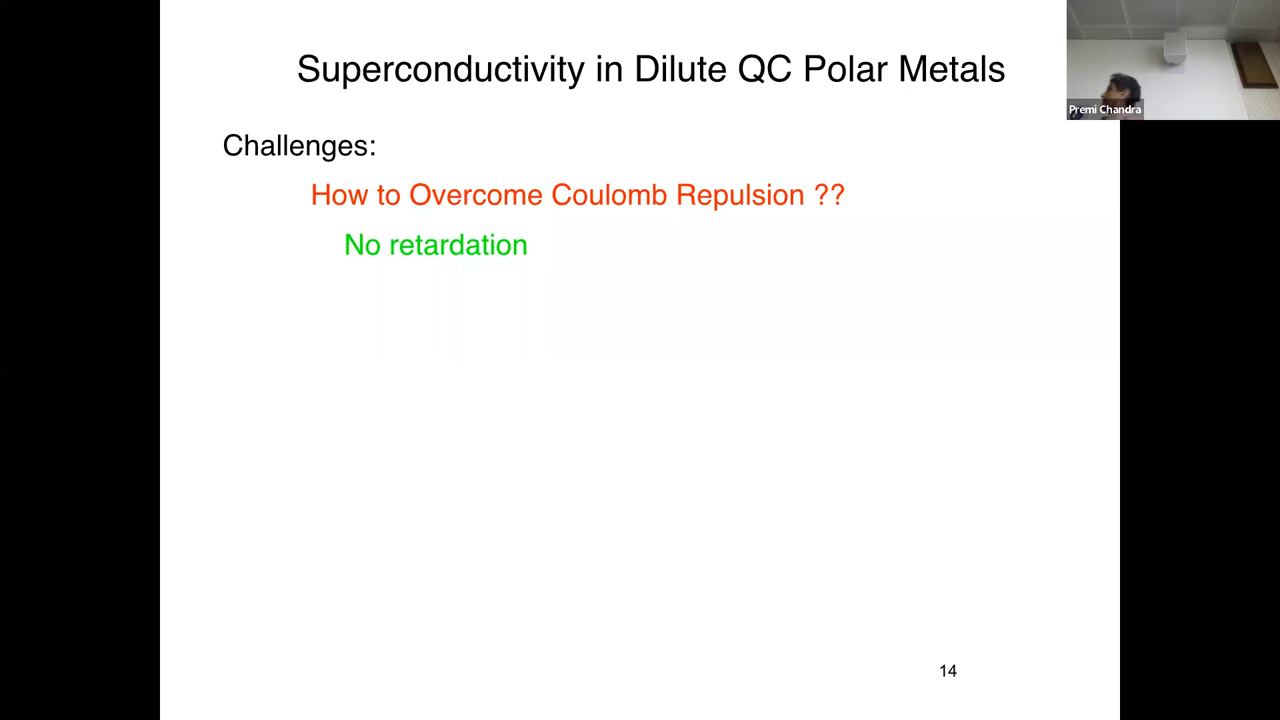 Superconductivity in Dilute QC Polar Metals
Premi Chandra
Challenges:
How to Overcome Coulomb Repulsion ??
No retardation
14